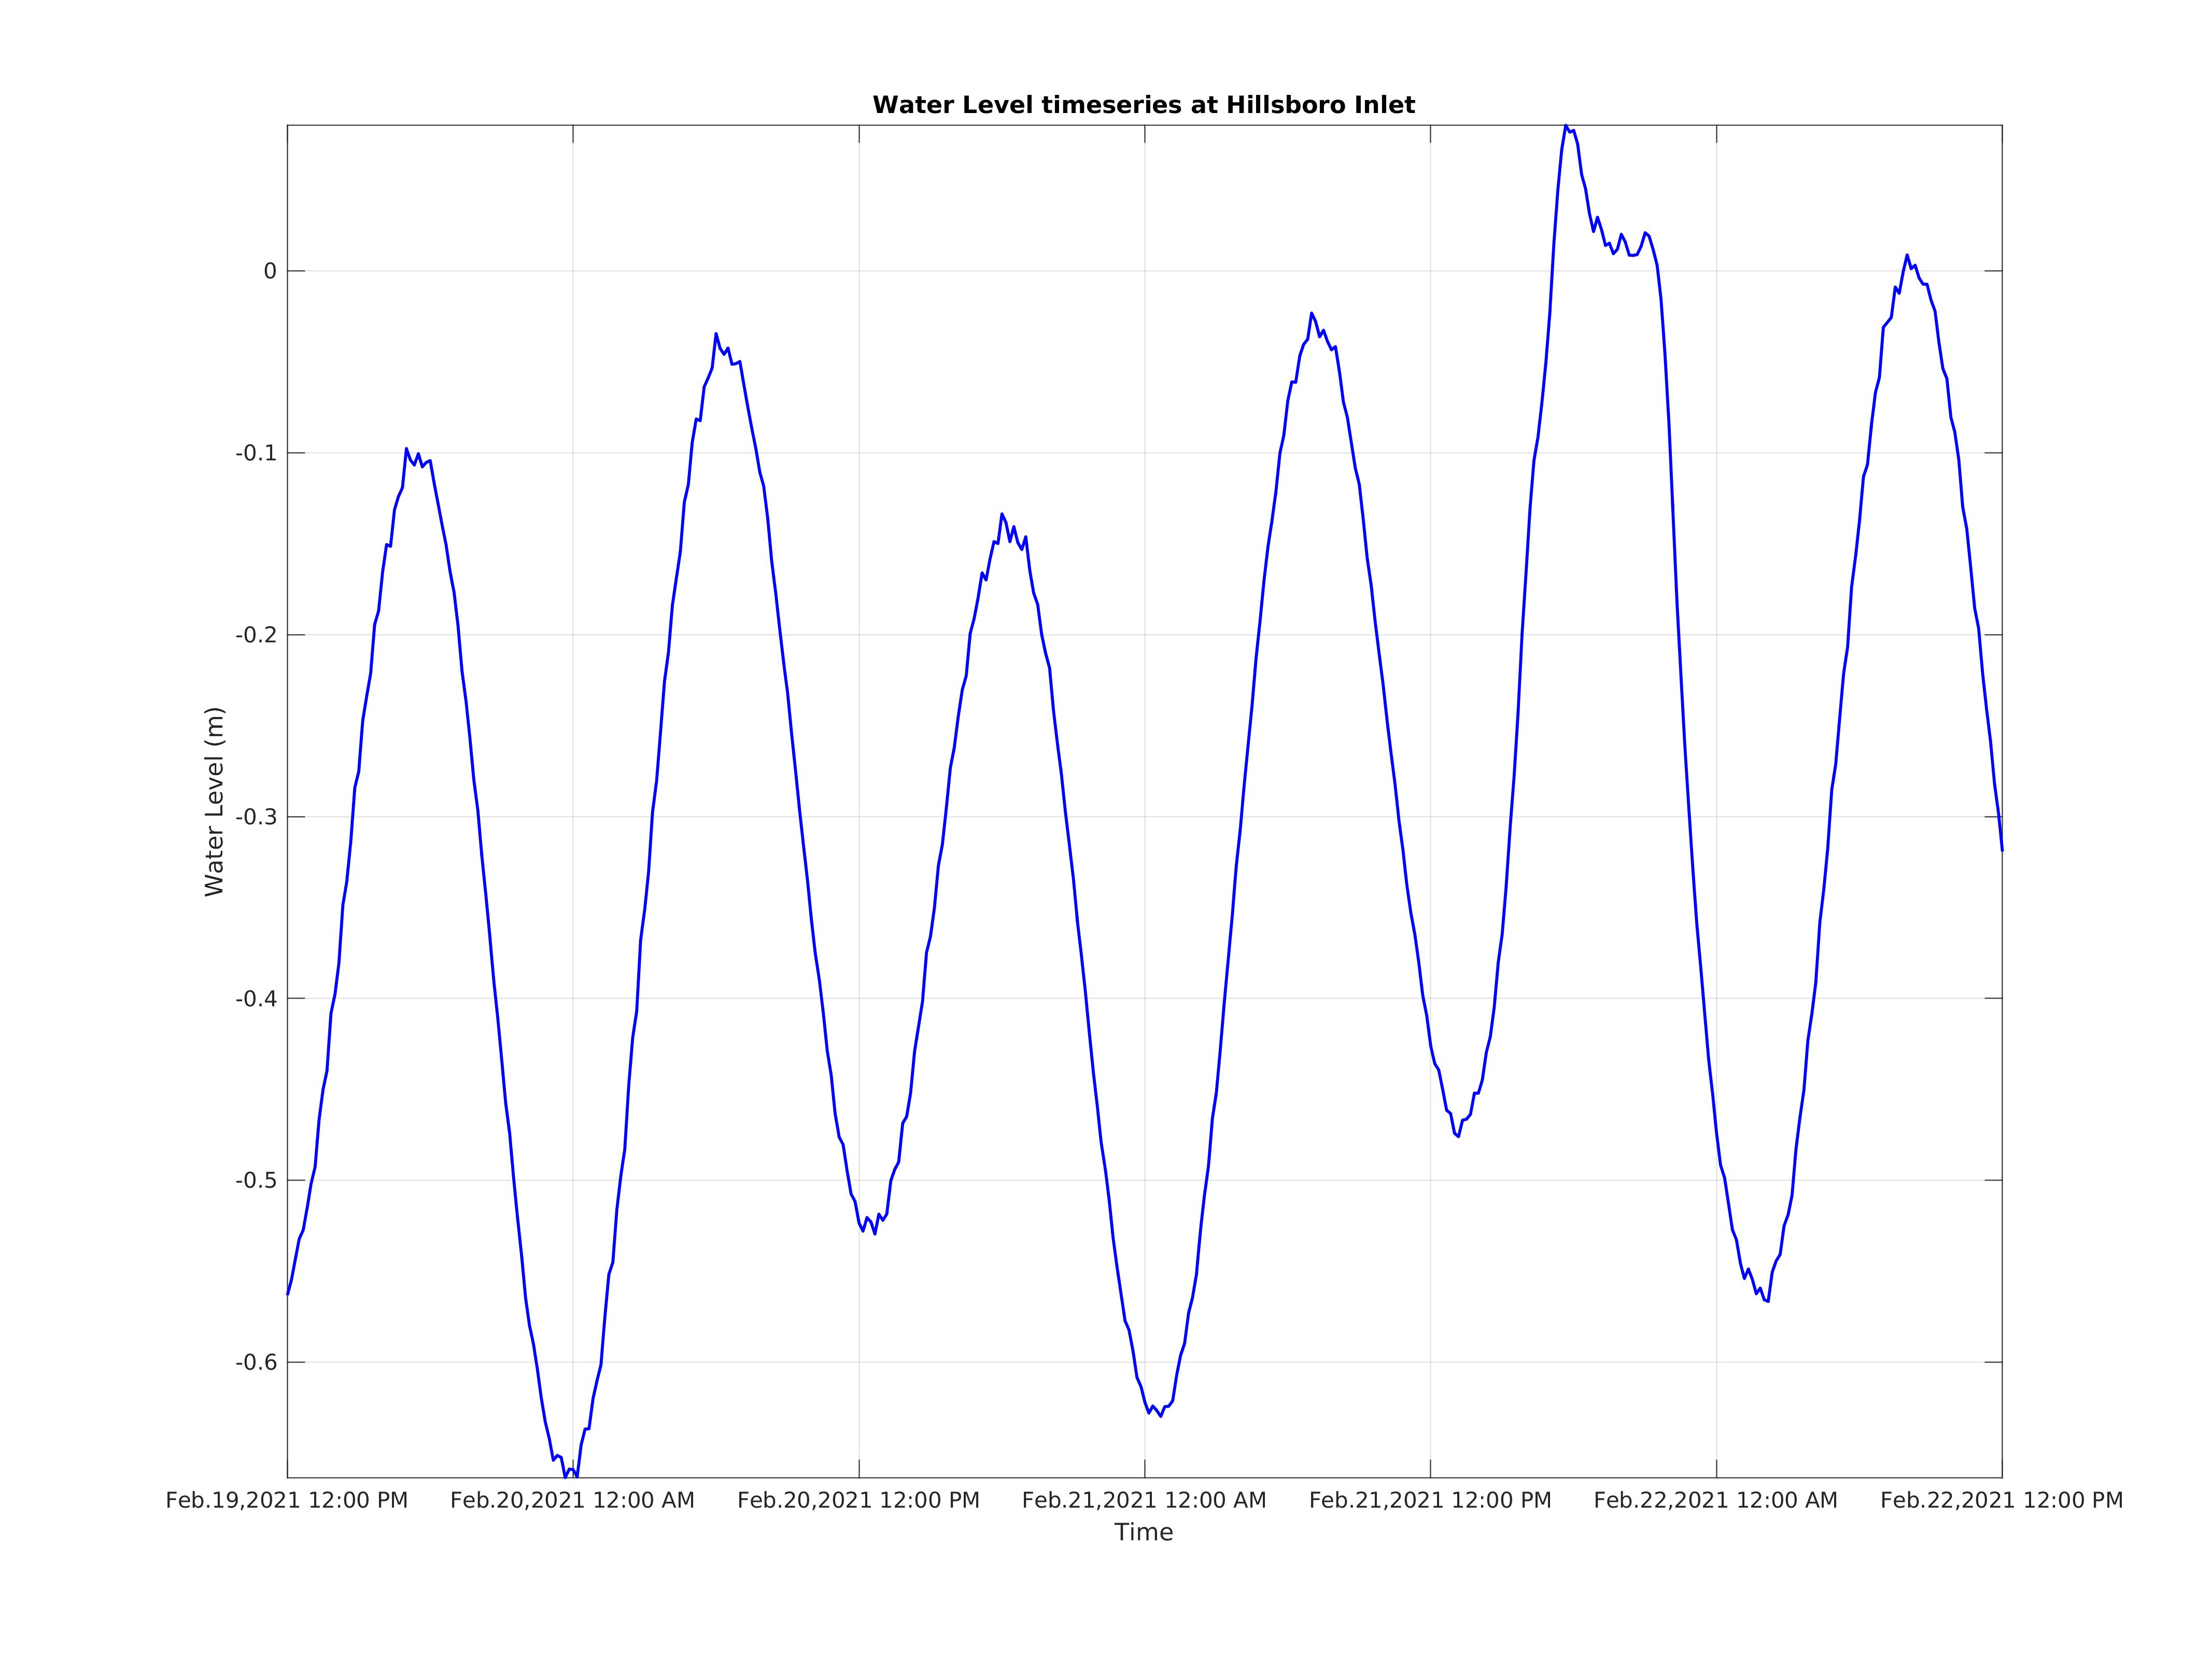 Water Level timeseries at Hillsboro Inlet
0
-0.1
-0.2
-0.3
-0.4
-0.5
-0.6
Water Level (m)
Feb.19,2021 12:00 PM Feb.20,2021 12:00 AM Feb.20,2021 12:00 PM Feb.21,2021 12:00 AM Feb.21,2021 12:00 PM Feb.22,2021 12:00 AM Feb.22,2021 12:00 PM
Time